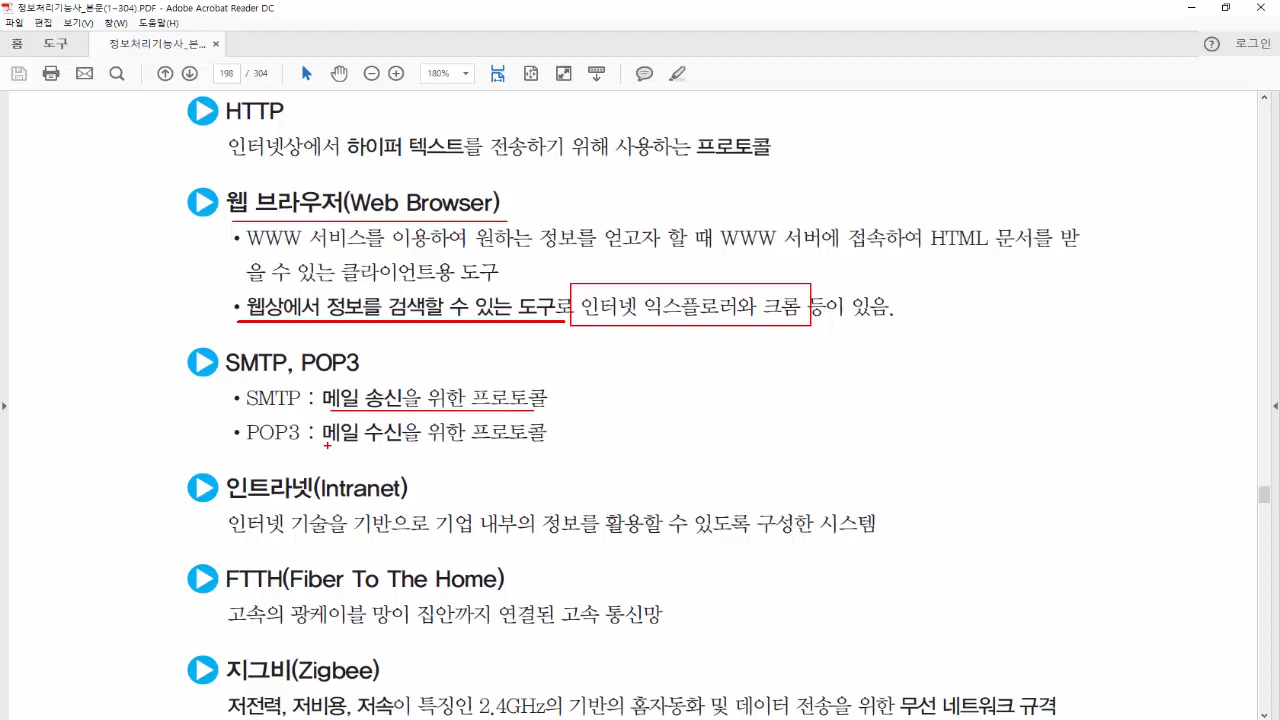 정보처리기능사_본문(1~304).PDF - Adobe Acrobat Reader DC
파일 편집 보기(V) 창(W) 도움말(H)
홈 도구 정보처리기능사_본... × ? 로그인
198 / 304 180%
HTTP
인터넷상에서 하이퍼 텍스트를 전송하기 위해 사용하는 프로토콜
웹 브라우저(Web Browser)
• WWW 서비스를 이용하여 원하는 정보를 얻고자 할 때 WWW 서버에 접속하여 HTML 문서를 받
을 수 있는 클라이언트용 도구
• 웹상에서 정보를 검색할 수 있는 도구로 인터넷 익스플로러와 크롬 등이 있음.
SMTP, POP3
• SMTP : 메일 송신을 위한 프로토콜
• POP3 : 메일 수신을 위한 프로토콜
인트라넷(Intranet)
인터넷 기술을 기반으로 기업 내부의 정보를 활용할 수 있도록 구성한 시스템
FTTH(Fiber To The Home)
고속의 광케이블 망이 집안까지 연결된 고속 통신망
지그비(Zigbee)
저전력, 저비용, 저속이 특징인 2.4GHz의 기반의 홈자동화 및 데이터 전송을 위한 무선 네트워크 규격